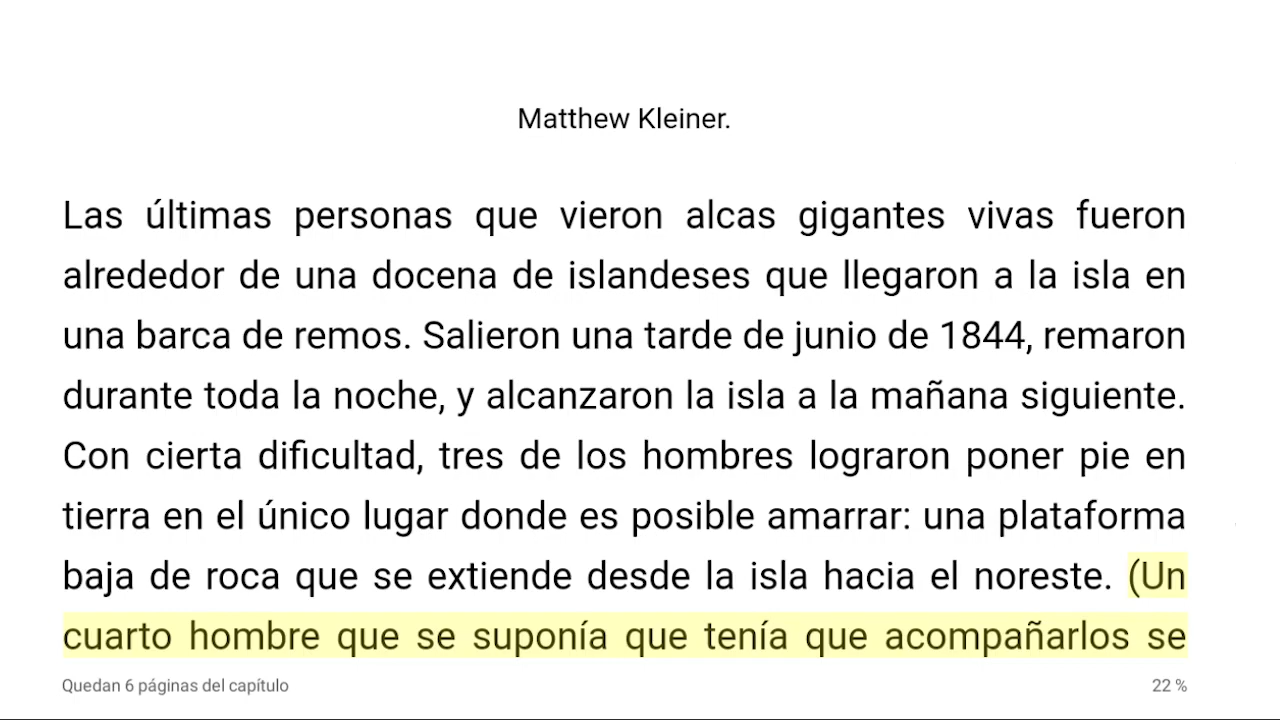 Matthew Kleiner.
Las últimas personas que vieron alcas gigantes vivas fueron
alrededor de una docena de islandeses que llegaron a la isla en
una barca de remos. Salieron una tarde de junio de 1844, remaron
durante toda la noche, y alcanzaron la isla a la mañana siguiente.
Con cierta dificultad, tres de los hombres lograron poner pie en
tierra en el único lugar donde es posible amarrar: una plataforma
baja de roca que se extiende desde la isla hacia el noreste. (Un
cuarto hombre que se suponía que tenía que acompañarlos se
Quedan 6 páginas del capítulo 22 %